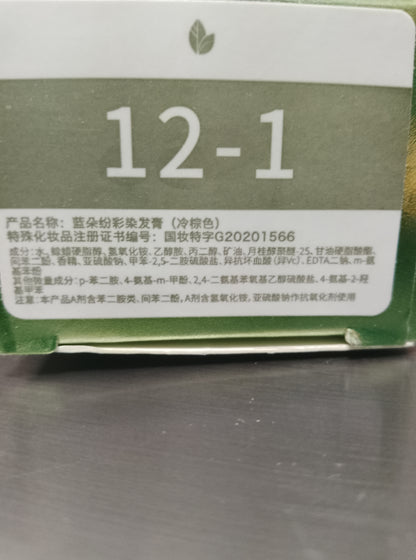 12-1
产品名称：蓝朵纷彩染发膏（冷棕色）
特殊化妆品注册证书编号：国妆特字G20201566
成分：水、鲸蜡硬脂醇、氢氧化铵、乙醇胺、丙二醇、矿油、月桂醇聚醚-25、甘油硬脂酸酯、
间苯二酚、香精、亚硫酸钠、甲苯-2,5-二胺硫酸盐、异抗坏血酸（异Vc）、EDTA二钠、m-氨
基苯酚
其他微量成分：p-苯二胺、4-氨基-m-甲酚、2,4-二氨基苯氧基乙醇硫酸盐、4-氨基-2-羟
基甲苯
注意：本产品A剂含苯二胺类、间苯二酚，A剂含氢氧化铵，亚硫酸钠作抗氧化剂使用